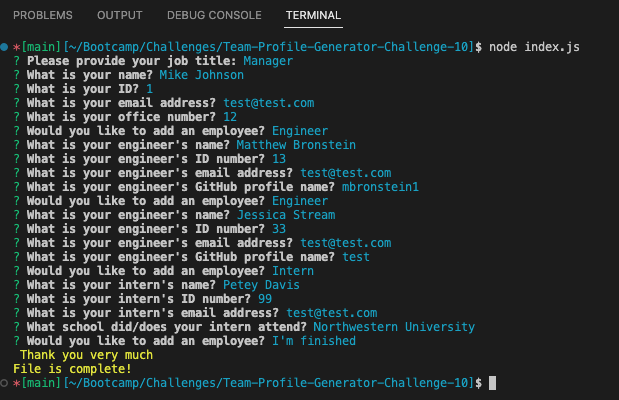 PROBLEMS OUTPUT DEBUG CONSOLE TERMINAL
*[main][~/Bootcamp/Challenges/Team-Profile-Generator-Challenge-10]$ node index.js
? Please provide your job title: Manager
? What is your name? Mike Johnson
? What is your ID? 1
? What is your email address? test@test.com
? What is your office number? 12
? Would you like to add an employee? Engineer
? What is your engineer's name? Matthew Bronstein
? What is your engineer's ID number? 13
? What is your engineer's email address? test@test.com
? What is your engineer's GitHub profile name? mbronstein1
? Would you like to add an employee? Engineer
? What is your engineer's name? Jessica Stream
? What is your engineer's ID number? 33
? What is your engineer's email address? test@test.com
? What is your engineer's GitHub profile name? test
? Would you like to add an employee? Intern
? What is your intern's name? Petey Davis
? What is your intern's ID number? 99
? What is your intern's email address? test@test.com
? What school did/does your intern attend? Northwestern University
? Would you like to add an employee? I'm finished
Thank you very much
File is complete!
*[main][~/Bootcamp/Challenges/Team-Profile-Generator-Challenge-10]$